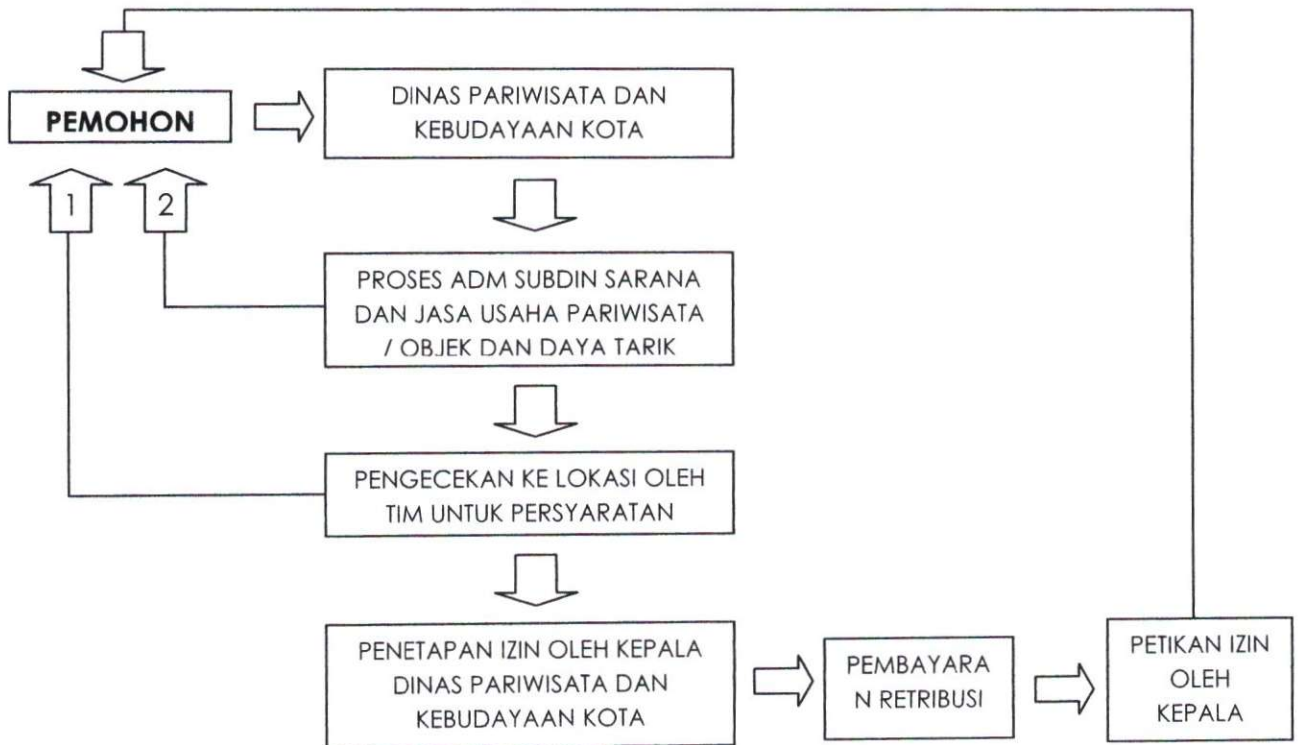 PEMOHON
DINAS PARIWISATA DAN
KEBUDAYAAN KOTA
1
2
PROSES ADM SUBDIN SARANA
DAN JASA USAHA PARIWISATA
/ OBJEK DAN DAYA TARIK
PENGECEKAN KE LOKASI OLEH
TIM UNTUK PERSYARATAN
PENETAPAN IZIN OLEH KEPALA
DINAS PARIWISATA DAN
KEBUDAYAAN KOTA
PEMBAYARA
N RETRIBUSI
PETIKAN IZIN
OLEH
KEPALA